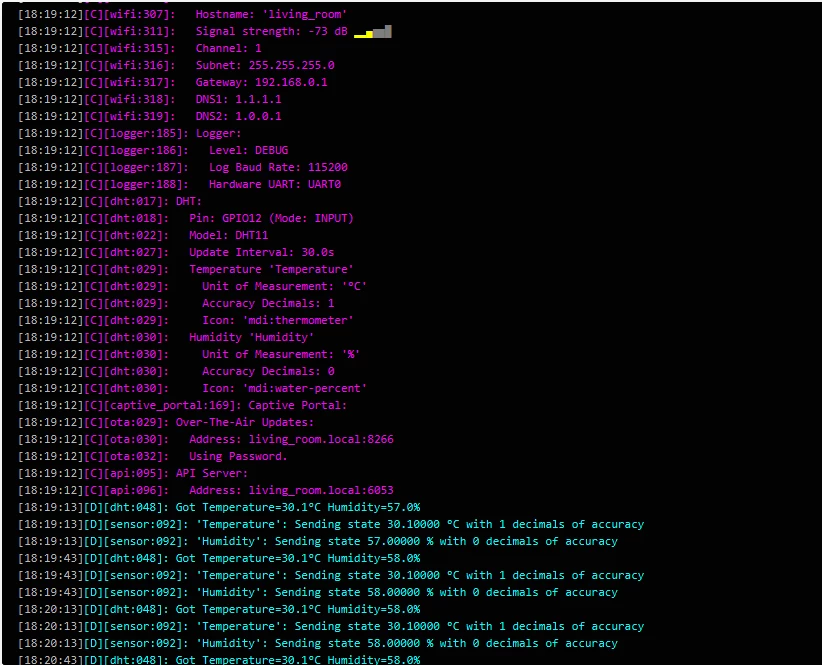 [18:19:12][C][wifi:307]:   Hostname: 'living_room'
[18:19:12][C][wifi:311]:   Signal strength: -73 dB ▂▄▆█
[18:19:12][C][wifi:315]:   Channel: 1
[18:19:12][C][wifi:316]:   Subnet: 255.255.255.0
[18:19:12][C][wifi:317]:   Gateway: 192.168.0.1
[18:19:12][C][wifi:318]:   DNS1: 1.1.1.1
[18:19:12][C][wifi:319]:   DNS2: 1.0.0.1
[18:19:12][C][logger:185]: Logger:
[18:19:12][C][logger:186]:   Level: DEBUG
[18:19:12][C][logger:187]:   Log Baud Rate: 115200
[18:19:12][C][logger:188]:   Hardware UART: UART0
[18:19:12][C][dht:017]: DHT:
[18:19:12][C][dht:018]:   Pin: GPIO12 (Mode: INPUT)
[18:19:12][C][dht:022]:   Model: DHT11
[18:19:12][C][dht:027]:   Update Interval: 30.0s
[18:19:12][C][dht:029]:   Temperature 'Temperature'
[18:19:12][C][dht:029]:     Unit of Measurement: '°C'
[18:19:12][C][dht:029]:     Accuracy Decimals: 1
[18:19:12][C][dht:029]:     Icon: 'mdi:thermometer'
[18:19:12][C][dht:030]:   Humidity 'Humidity'
[18:19:12][C][dht:030]:     Unit of Measurement: '%'
[18:19:12][C][dht:030]:     Accuracy Decimals: 0
[18:19:12][C][dht:030]:     Icon: 'mdi:water-percent'
[18:19:12][C][captive_portal:169]: Captive Portal:
[18:19:12][C][ota:029]: Over-The-Air Updates:
[18:19:12][C][ota:030]:   Address: living_room.local:8266
[18:19:12][C][ota:032]:   Using Password.
[18:19:12][C][api:095]: API Server:
[18:19:12][C][api:096]:   Address: living_room.local:6053
[18:19:13][D][dht:048]: Got Temperature=30.1°C Humidity=57.0%
[18:19:13][D][sensor:092]: 'Temperature': Sending state 30.10000 °C with 1 decimals of accuracy
[18:19:13][D][sensor:092]: 'Humidity': Sending state 57.00000 % with 0 decimals of accuracy
[18:19:43][D][dht:048]: Got Temperature=30.1°C Humidity=58.0%
[18:19:43][D][sensor:092]: 'Temperature': Sending state 30.10000 °C with 1 decimals of accuracy
[18:19:43][D][sensor:092]: 'Humidity': Sending state 58.00000 % with 0 decimals of accuracy
[18:20:13][D][dht:048]: Got Temperature=30.1°C Humidity=58.0%
[18:20:13][D][sensor:092]: 'Temperature': Sending state 30.10000 °C with 1 decimals of accuracy
[18:20:13][D][sensor:092]: 'Humidity': Sending state 58.00000 % with 0 decimals of accuracy
[18:20:43][D][dht:048]: Got Temperature=30.1°C Humidity=58.0%